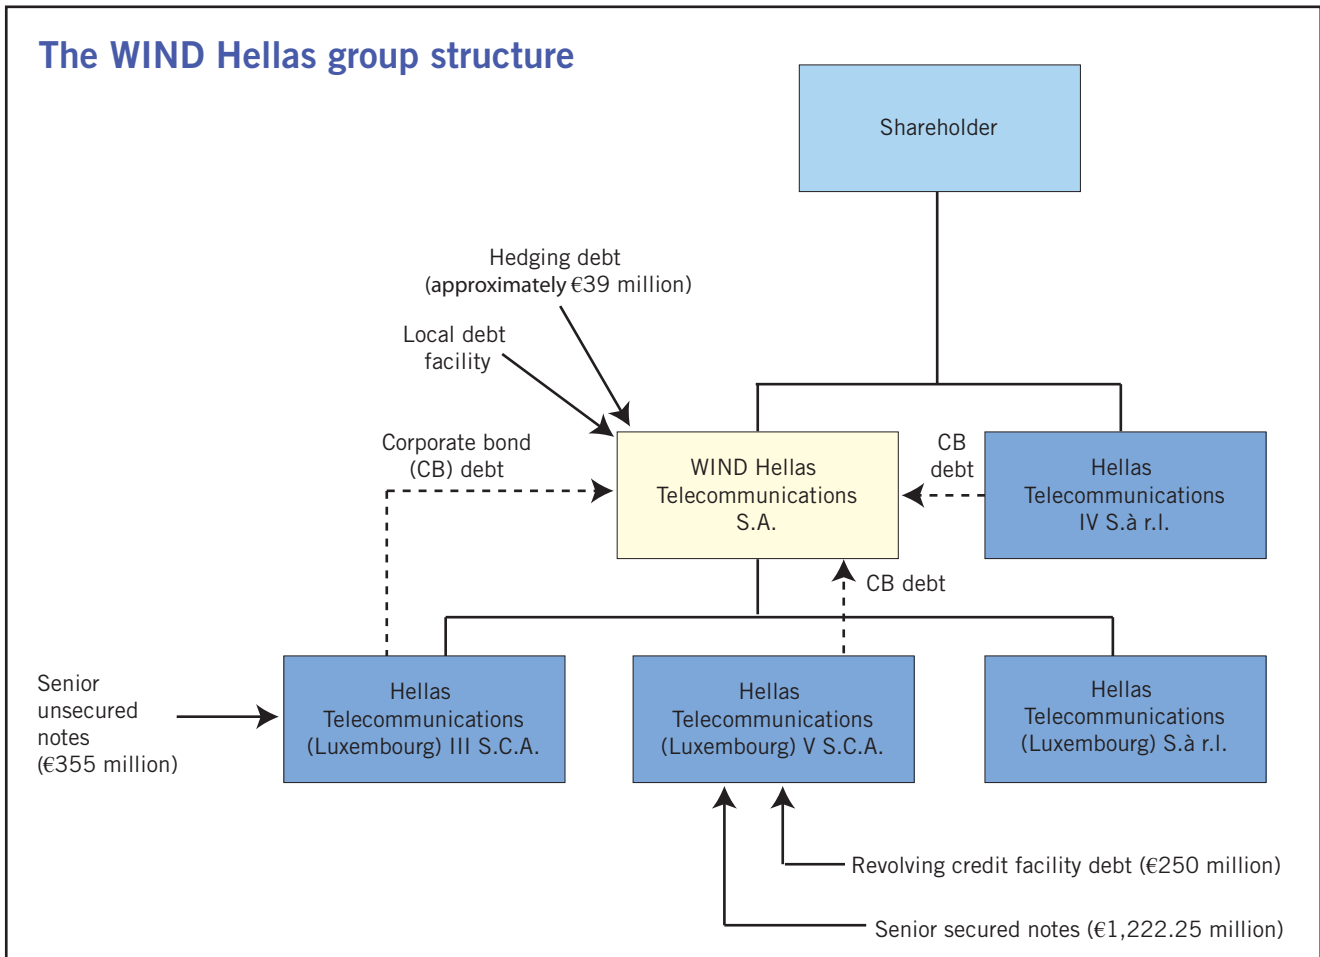 The WIND Hellas group structure
Shareholder
Hedging debt
(approximately €39 million)
Local debt
facility
Corporate bond
(CB) debt
WIND Hellas
Telecommunications
S.A.
CB
debt
Hellas
Telecommunications
IV S.à r.l.
CB debt
Senior
unsecured
notes
(€355 million)
Hellas
Telecommunications
(Luxembourg) III S.C.A.
Hellas
Telecommunications
(Luxembourg) V S.C.A.
Hellas
Telecommunications
(Luxembourg) S.à r.l.
Revolving credit facility debt (€250 million)
Senior secured notes (€1,222.25 million)